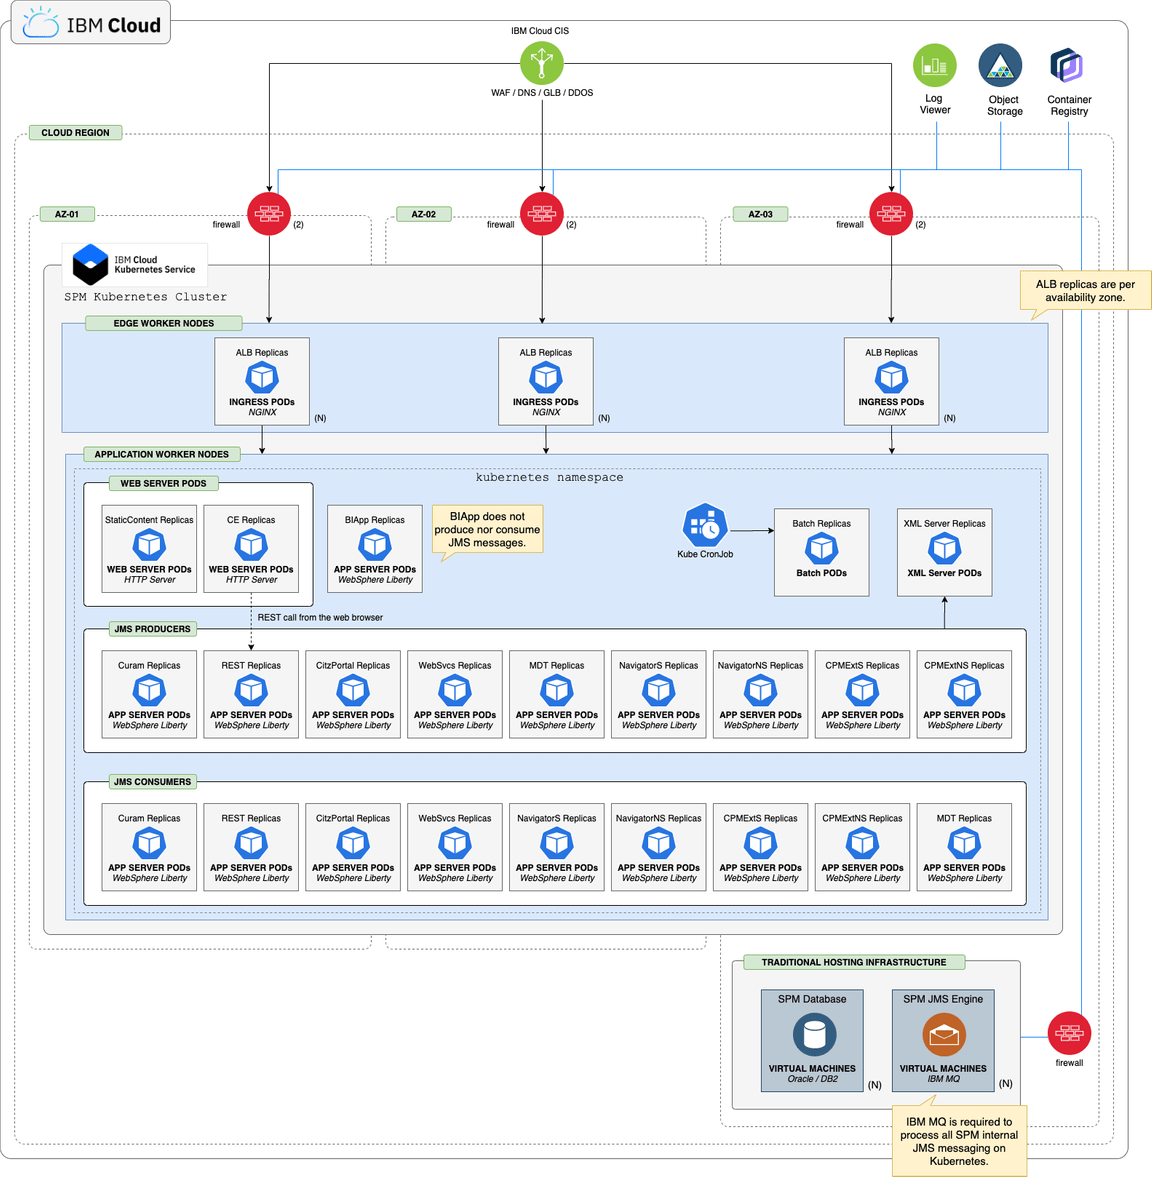 IBM Cloud
IBM Cloud CIS
WAF / DNS / GLB / DDOS
Log
Viewer
Object
Storage
Container
Registry
CLOUD REGION
AZ-01
AZ-02
AZ-03
firewall
(2)
firewall
(2)
firewall
(2)
IBM Cloud
Kubernetes Service
SPM Kubernetes Cluster
ALB replicas are per
availability zone.
EDGE WORKER NODES
ALB Replicas
INGRESS PODs
NGINX
(N)
ALB Replicas
INGRESS PODs
NGINX
(N)
ALB Replicas
INGRESS PODs
NGINX
(N)
APPLICATION WORKER NODES
kubernetes namespace
WEB SERVER PODS
StaticContent Replicas
WEB SERVER PODs
HTTP Server
CE Replicas
WEB SERVER PODs
HTTP Server
BIApp Replicas
APP SERVER PODs
WebSphere Liberty
BIApp does not
produce nor consume
JMS messages.
Kube CronJob
Batch Replicas
Batch PODs
XML Server Replicas
XML Server PODs
REST call from the web browser
JMS PRODUCERS
Curam Replicas
APP SERVER PODs
WebSphere Liberty
REST Replicas
APP SERVER PODs
WebSphere Liberty
CitzPortal Replicas
APP SERVER PODs
WebSphere Liberty
WebSvcs Replicas
APP SERVER PODs
WebSphere Liberty
MDT Replicas
APP SERVER PODs
WebSphere Liberty
NavigatorS Replicas
APP SERVER PODs
WebSphere Liberty
NavigatorNS Replicas
APP SERVER PODs
WebSphere Liberty
CPMExtS Replicas
APP SERVER PODs
WebSphere Liberty
CPMExtNS Replicas
APP SERVER PODs
WebSphere Liberty
JMS CONSUMERS
Curam Replicas
APP SERVER PODs
WebSphere Liberty
REST Replicas
APP SERVER PODs
WebSphere Liberty
CitzPortal Replicas
APP SERVER PODs
WebSphere Liberty
WebSvcs Replicas
APP SERVER PODs
WebSphere Liberty
NavigatorS Replicas
APP SERVER PODs
WebSphere Liberty
NavigatorNS Replicas
APP SERVER PODs
WebSphere Liberty
CPMExtS Replicas
APP SERVER PODs
WebSphere Liberty
CPMExtNS Replicas
APP SERVER PODs
WebSphere Liberty
MDT Replicas
APP SERVER PODs
WebSphere Liberty
TRADITIONAL HOSTING INFRASTRUCTURE
SPM Database
VIRTUAL MACHINES
Oracle / DB2
(N)
SPM JMS Engine
VIRTUAL MACHINES
IBM MQ
(N)
firewall
IBM MQ is required to
process all SPM internal
JMS messaging on
Kubernetes.